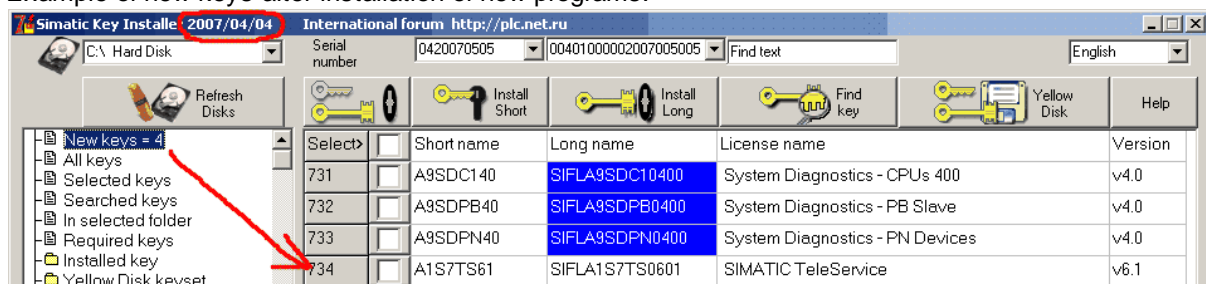 Example of new keys after installation of new programs.
Simatic Key Installer 2007/04/04 International forum http://plc.net.ru
C:\ Hard Disk Serial number 0420070505 00401000002007005005 Find text English
Refresh Disks Install Short Install Long Find key Yellow Disk Help
New keys = 4
All keys
Selected keys
Searched keys
In selected folder
Required keys
Installed key
Yellow Disk keyset
Select> Short name Long name License name Version
731 A9SDC140 SIFLA9SDC10400 System Diagnostics - CPUs 400 v4.0
732 A9SDPB40 SIFLA9SDPB0400 System Diagnostics - PB Slave v4.0
733 A9SDPN40 SIFLA9SDPN0400 System Diagnostics - PN Devices v4.0
734 A1S7TS61 SIFLA1S7TS0601 SIMATIC TeleService v6.1